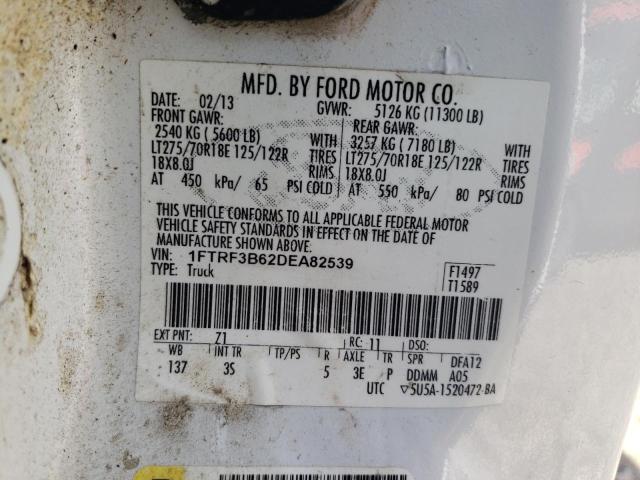 MFD. BY FORD MOTOR CO.
DATE: 02/13 GVWR: 5126 KG (11300 LB)
FRONT GAWR: REAR GAWR:
2540 KG (5600 LB) WITH 3257 KG (7180 LB) WITH
LT275/70R18E 125/122R TIRES LT275/70R18E 125/122R TIRES
18X8.0J RIMS 18X8.0J RIMS
AT 450 kPa/ 65 PSI COLD AT 550 kPa/ 80 PSI COLD
THIS VEHICLE CONFORMS TO ALL APPLICABLE FEDERAL MOTOR
VEHICLE SAFETY STANDARDS IN EFFECT ON THE DATE OF
MANUFACTURE SHOWN ABOVE.
VIN: 1FTRF3B62DEA82539 F1497
TYPE: Truck T1589
EXT PNT: Z1 RC: 11 DSO:
WB INT TR TP/PS R AXLE TR SPR DFA12
137 3S 5 3E P DDMM A05
UTC ▽5U5A-1520472-BA